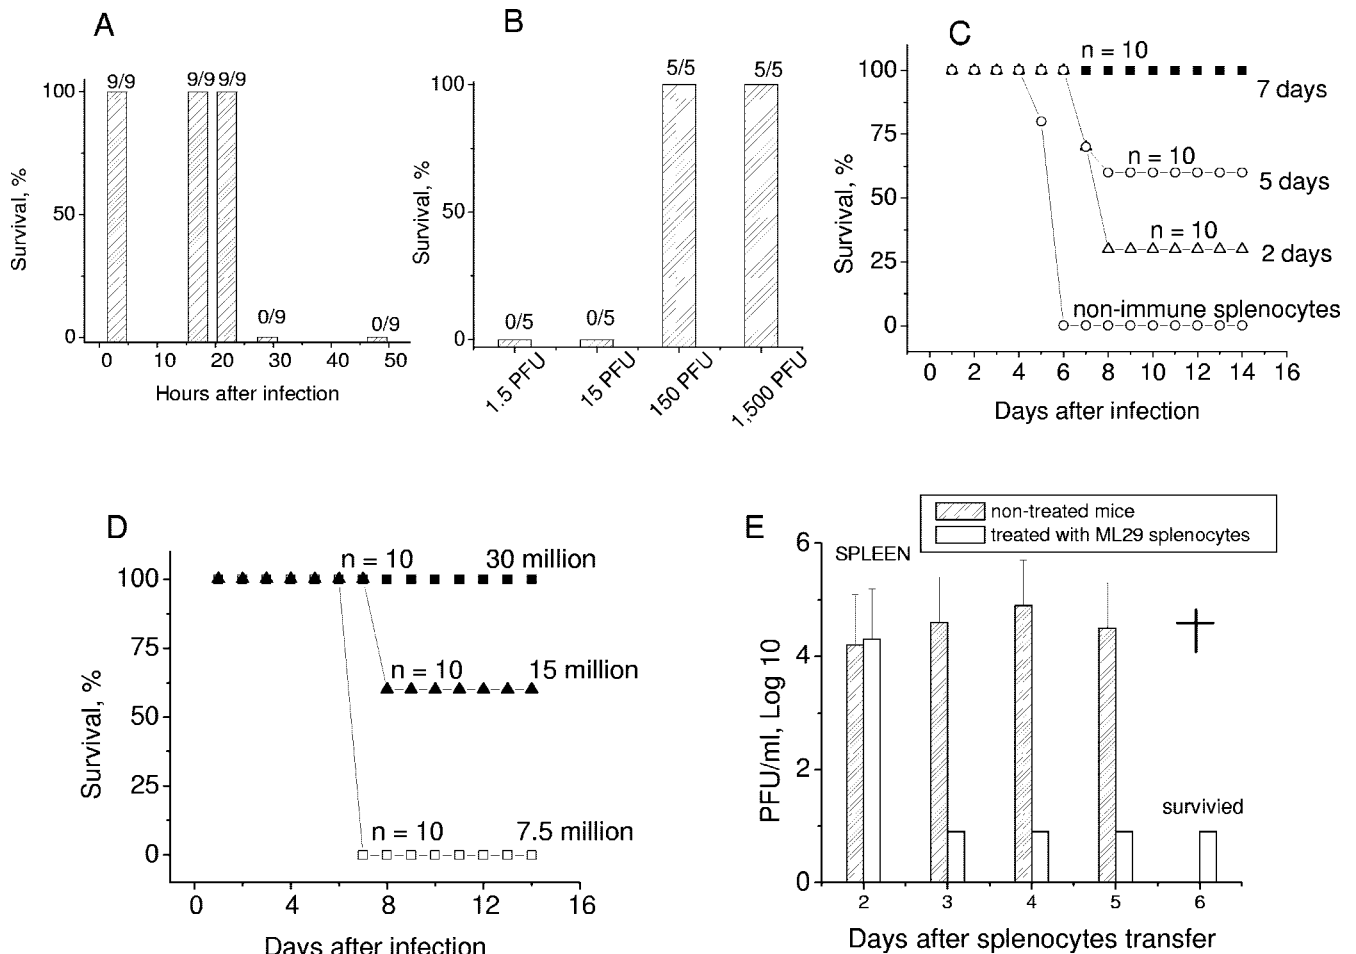 A
9/9
9/9
9/9
0/9
0/9
100
50
0
Survival, %
0
10
20
30
40
50
Hours after infection
B
0/5
0/5
5/5
5/5
100
50
0
Survival, %
1.5 PFU
15 PFU
150 PFU
1,500 PFU
C
n = 10
7 days
n = 10
5 days
n = 10
2 days
non-immune splenocytes
100
75
50
25
0
Survival, %
0
2
4
6
8
10
12
14
16
Days after infection
D
n = 10
30 million
n = 10
15 million
n = 10
7.5 million
100
75
50
25
0
Survival, %
0
4
8
12
16
Days after infection
E
non-treated mice
treated with ML29 splenocytes
SPLEEN
survivied
6
4
2
0
PFU/ml, Log 10
2
3
4
5
6
Days after splenocytes transfer